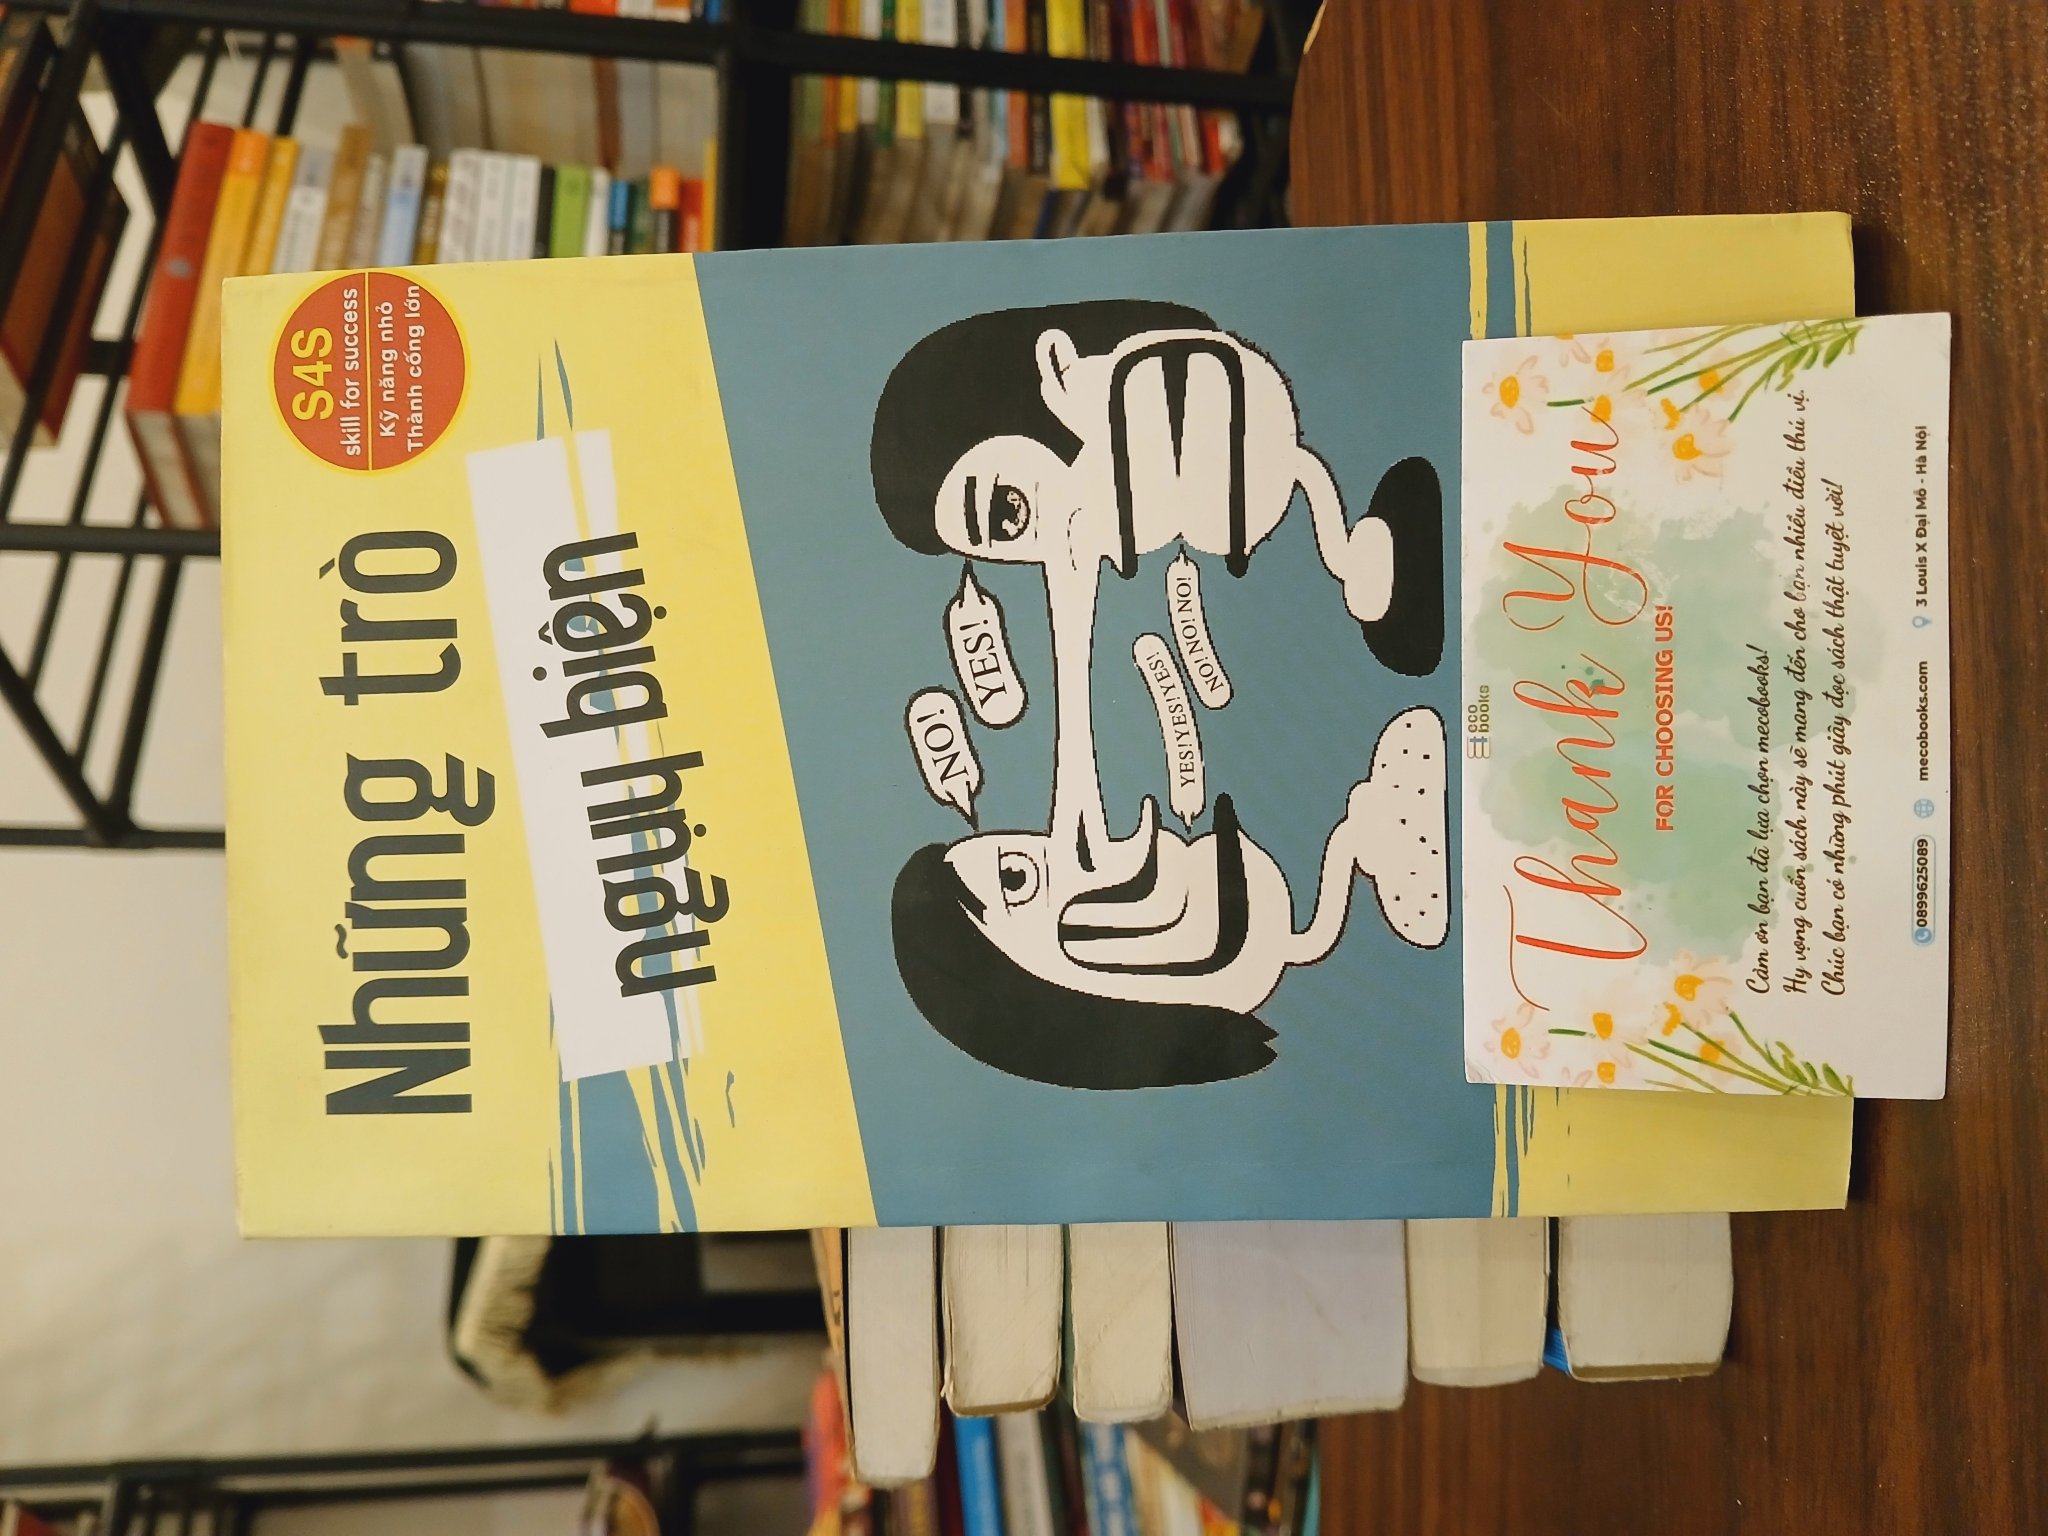 S4S
skill for success
Kỹ năng nhỏ
Thành cống lớn
Những trò
ngụy biện
NO!
YES!
YES!YES!YES!YES!
NO!NO!NO!NO!
eco
books
Thank You
FOR CHOOSING US!
Cảm ơn bạn đã lựa chọn mecobooks!
Hy vọng cuốn sách này sẽ mang đến cho bạn nhiều điều thú vị.
Chúc bạn có những phút giây đọc sách thật tuyệt vời!
0899625089
mecobooks.com
3 Louis X Đại Mỗ - Hà Nội